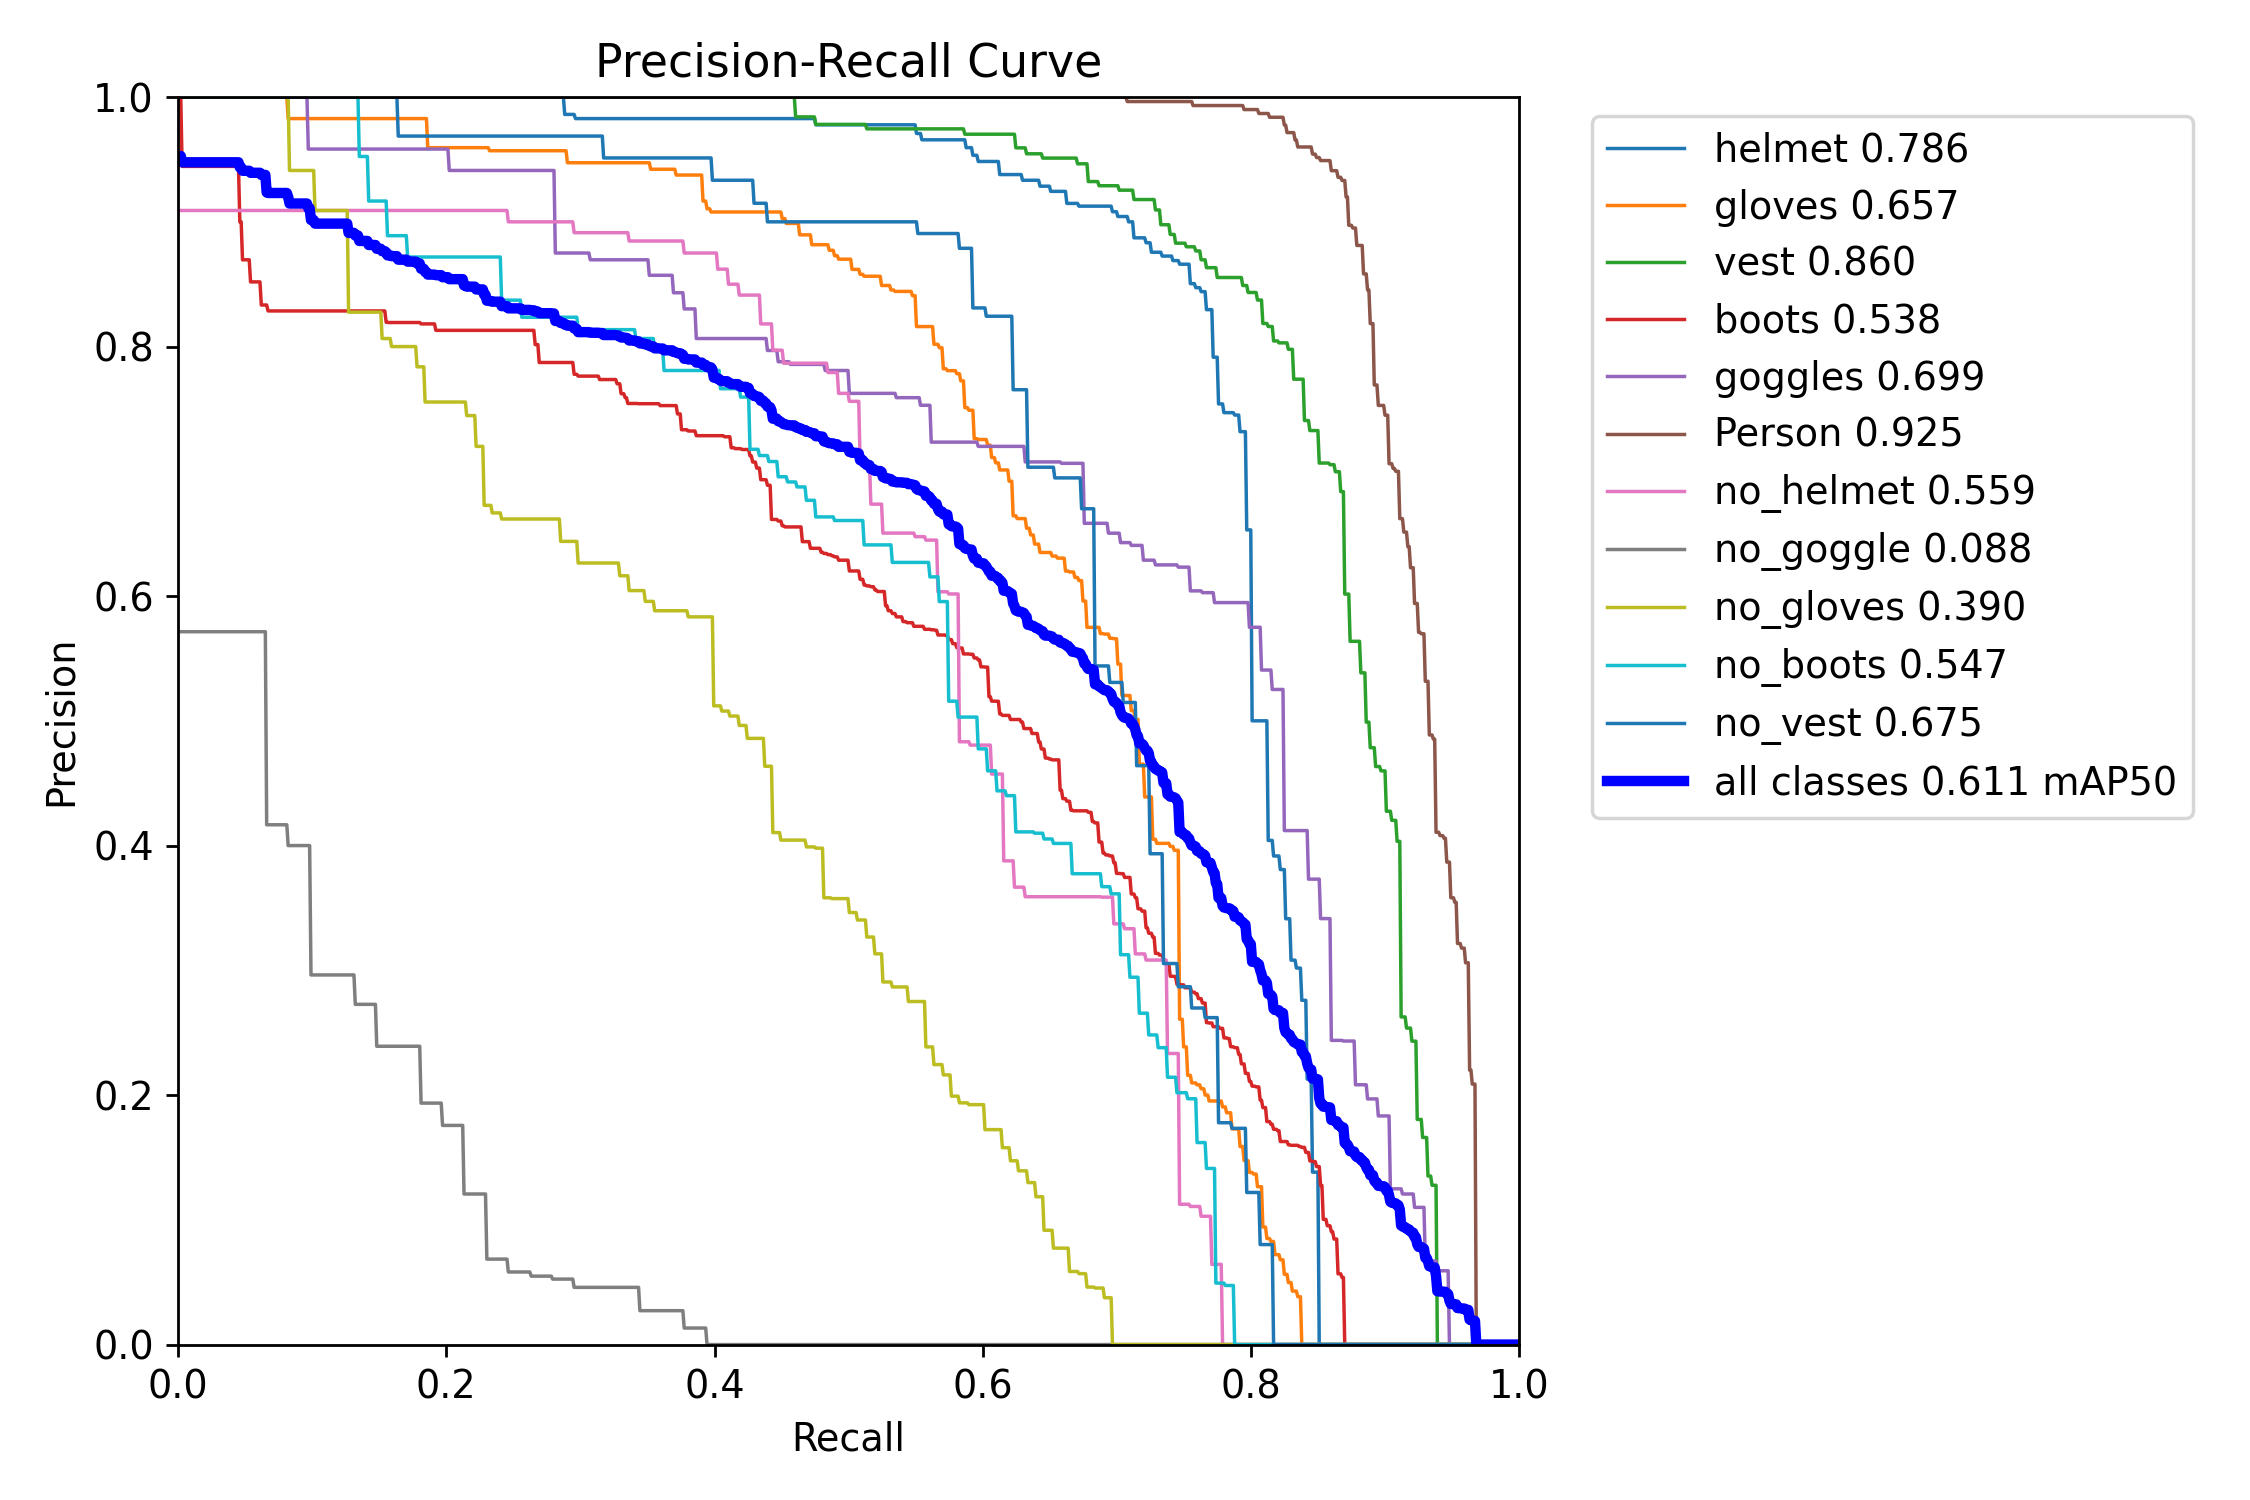 Precision-Recall Curve
1.0
0.8
0.6
0.4
0.2
0.0
Precision
0.0 0.2 0.4 0.6 0.8 1.0
Recall
helmet 0.786
gloves 0.657
vest 0.860
boots 0.538
goggles 0.699
Person 0.925
no_helmet 0.559
no_goggle 0.088
no_gloves 0.390
no_boots 0.547
no_vest 0.675
all classes 0.611 mAP50